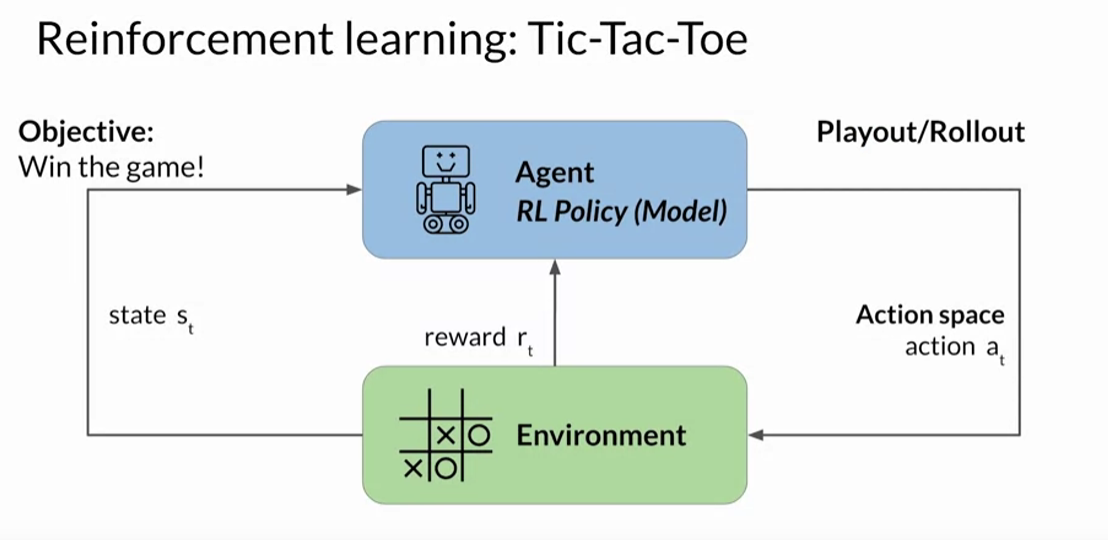 Reinforcement learning: Tic-Tac-Toe
Objective:
Win the game!
Playout/Rollout
Agent
RL Policy (Model)
state s_t
reward r_t
Action space
action a_t
Environment
X O
X O